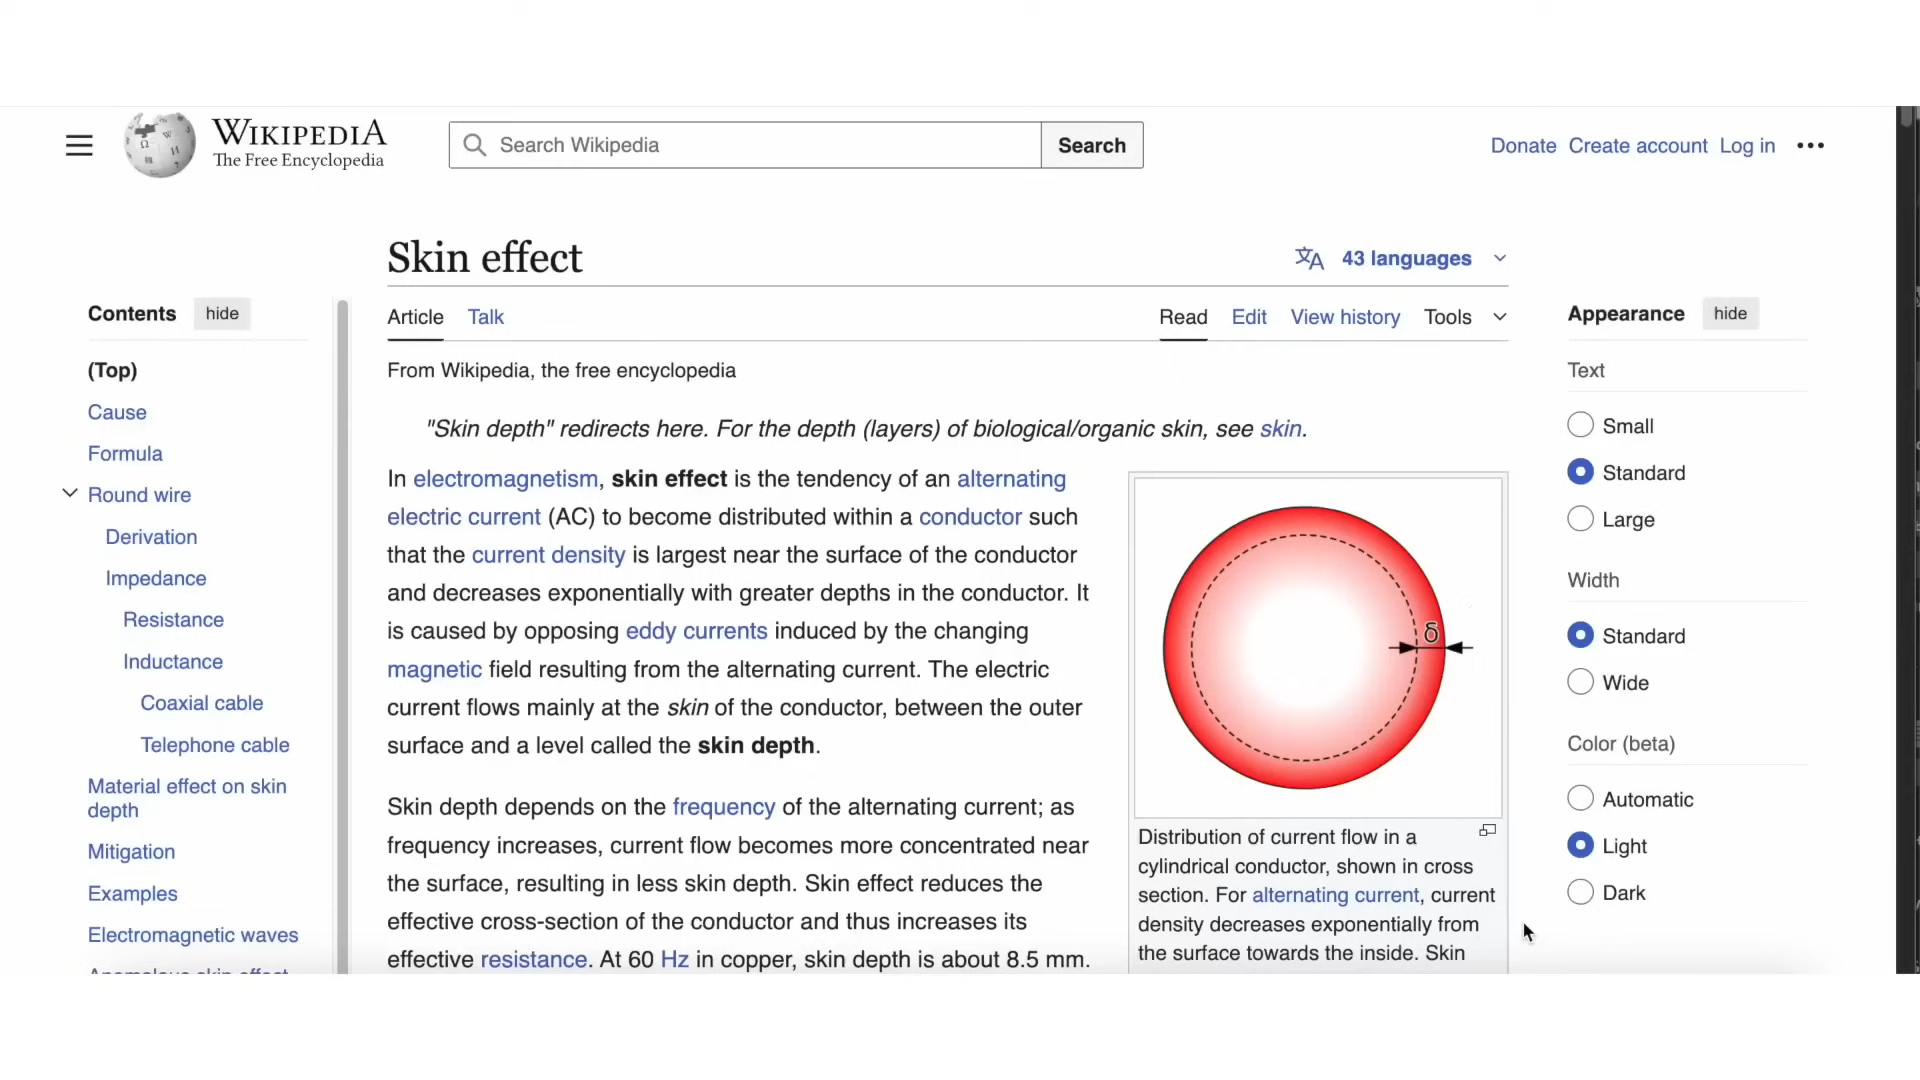 WIKIPEDIA
The Free Encyclopedia
Search Wikipedia
Search
Donate Create account Log in
Skin effect
43 languages
Contents hide
Article Talk
Read Edit View history Tools
Appearance hide
(Top)
Cause
Formula
Round wire
Derivation
Impedance
Resistance
Inductance
Coaxial cable
Telephone cable
Material effect on skin
depth
Mitigation
Examples
Electromagnetic waves
Anomalous skin effect
From Wikipedia, the free encyclopedia
"Skin depth" redirects here. For the depth (layers) of biological/organic skin, see skin.
In electromagnetism, skin effect is the tendency of an alternating
electric current (AC) to become distributed within a conductor such
that the current density is largest near the surface of the conductor
and decreases exponentially with greater depths in the conductor. It
is caused by opposing eddy currents induced by the changing
magnetic field resulting from the alternating current. The electric
current flows mainly at the skin of the conductor, between the outer
surface and a level called the skin depth.
Skin depth depends on the frequency of the alternating current; as
frequency increases, current flow becomes more concentrated near
the surface, resulting in less skin depth. Skin effect reduces the
effective cross-section of the conductor and thus increases its
effective resistance. At 60 Hz in copper, skin depth is about 8.5 mm.
δ
Distribution of current flow in a
cylindrical conductor, shown in cross
section. For alternating current, current
density decreases exponentially from
the surface towards the inside. Skin
Text
Small
Standard
Large
Width
Standard
Wide
Color (beta)
Automatic
Light
Dark